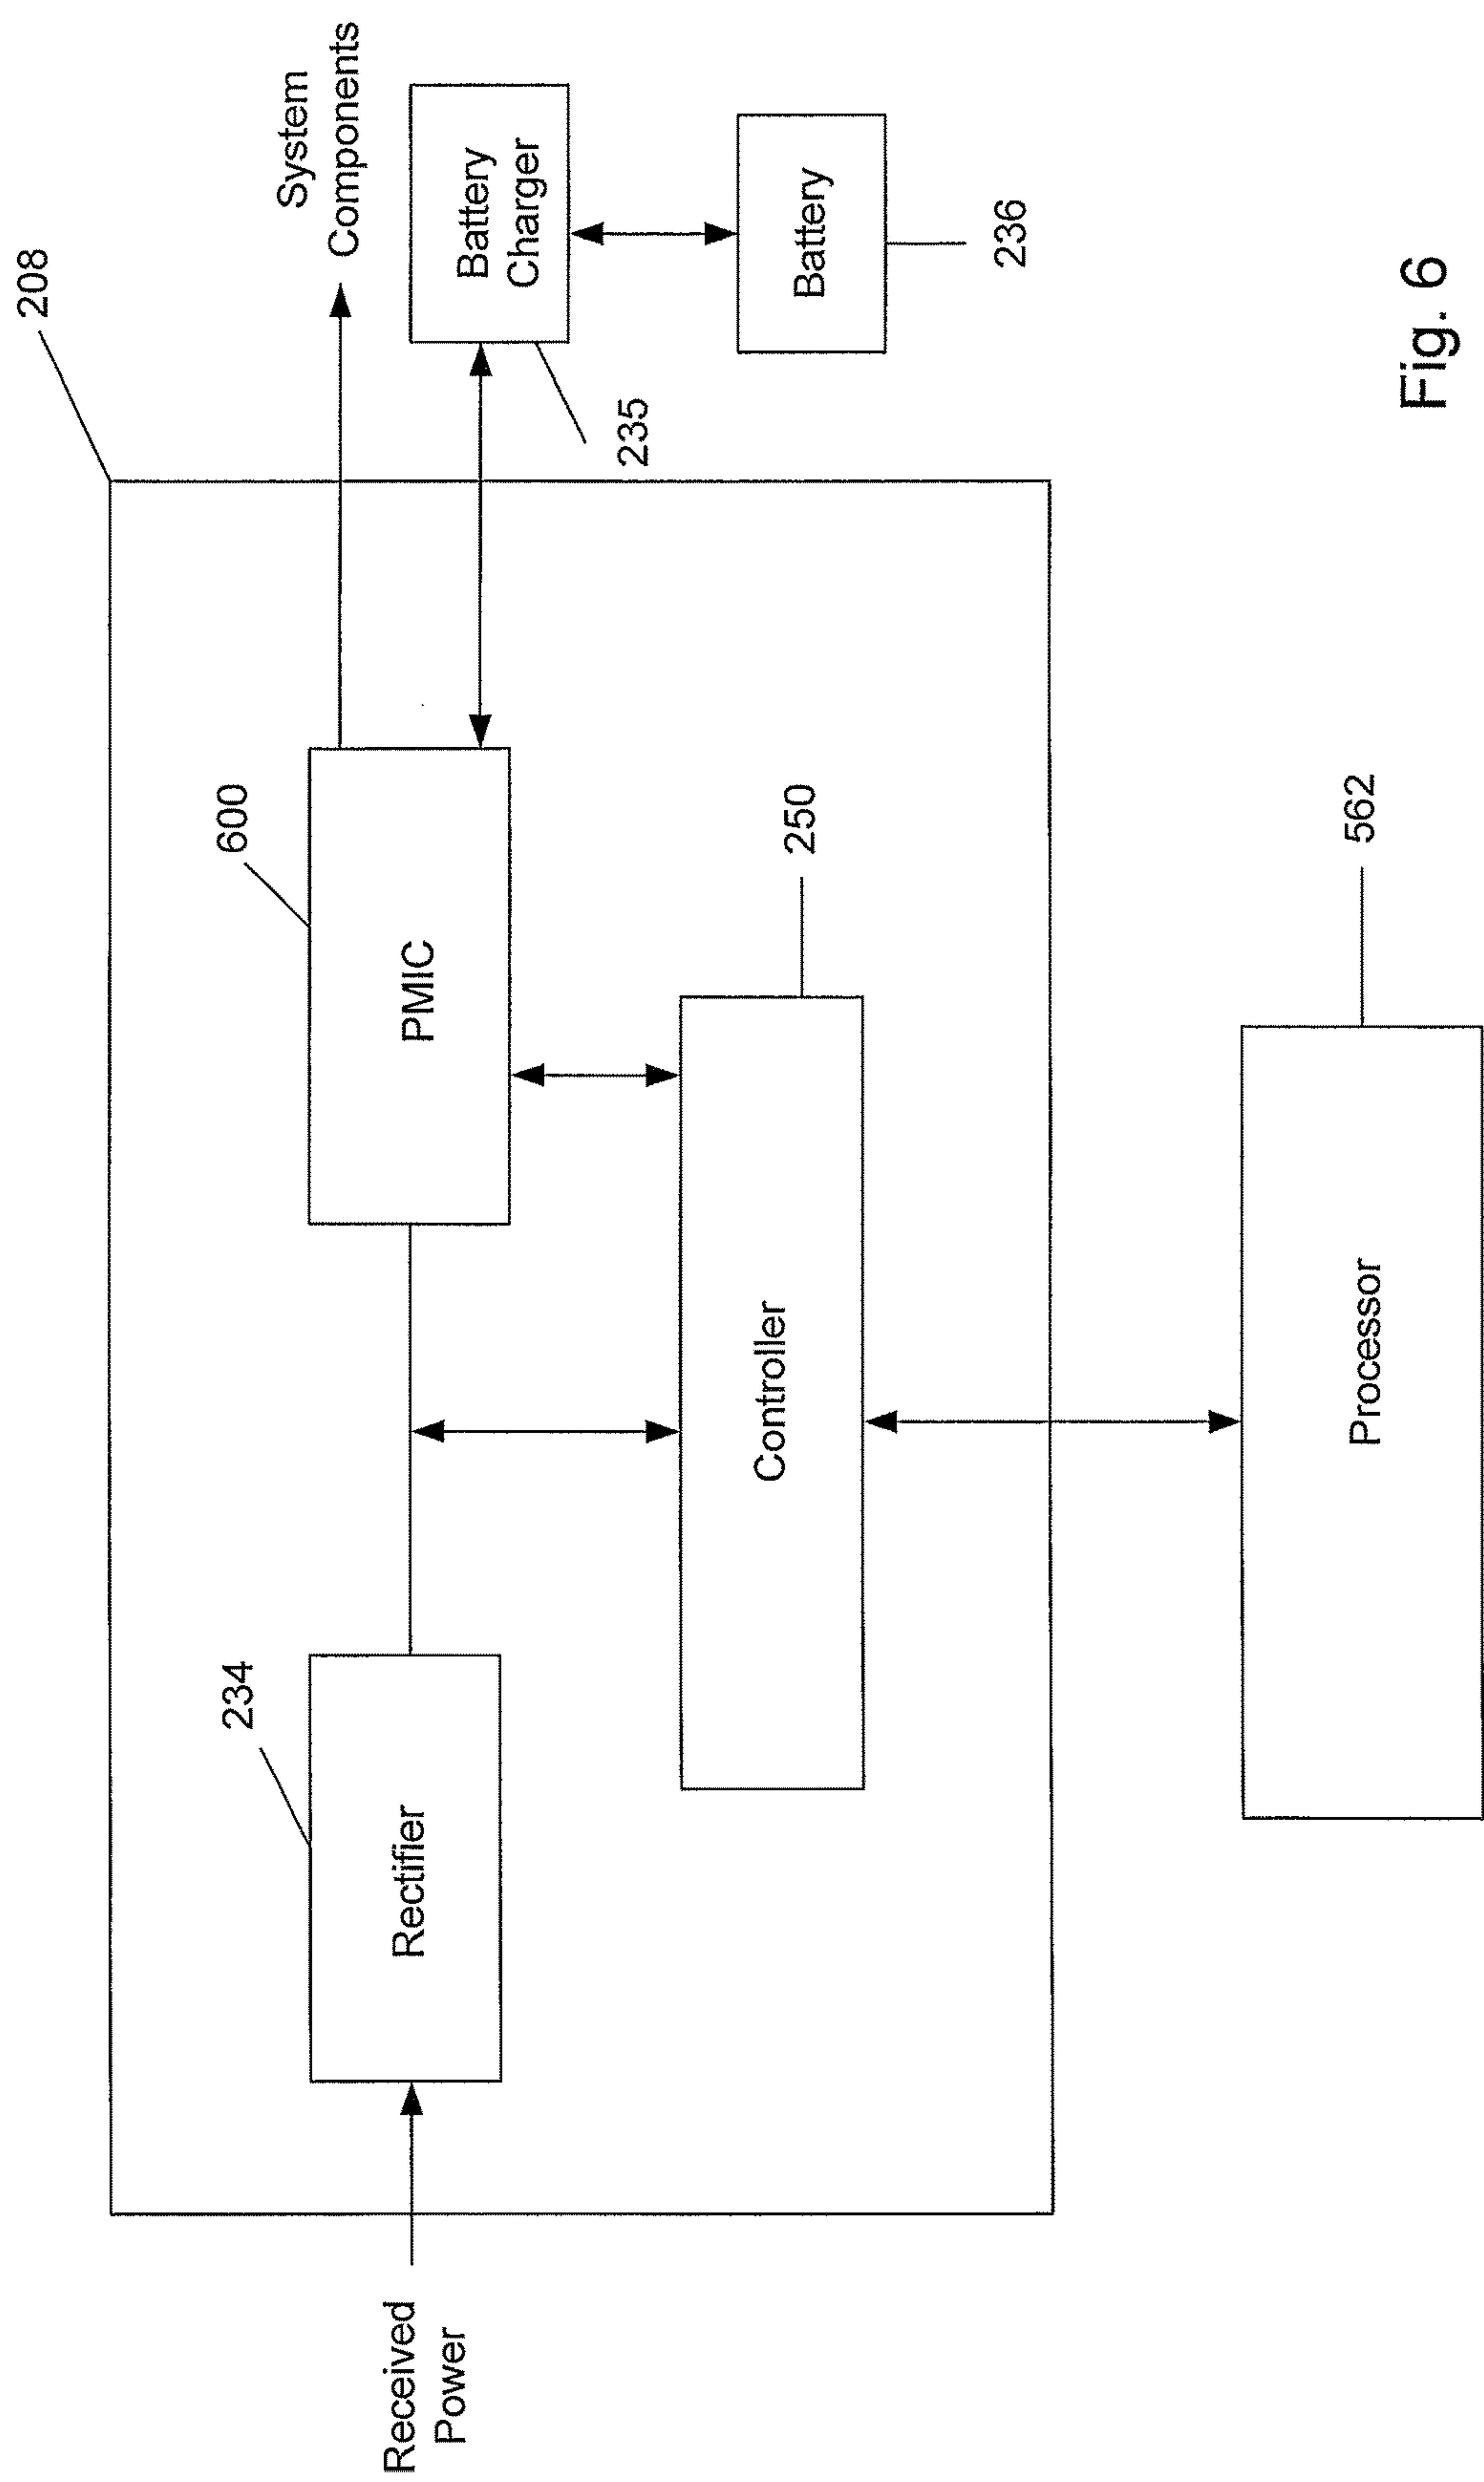 208
System
Components
600
234
PMIC
Battery
Charger
Received
Power
Rectifier
235
250
Battery
Controller
236
562
Processor
Fig. 6